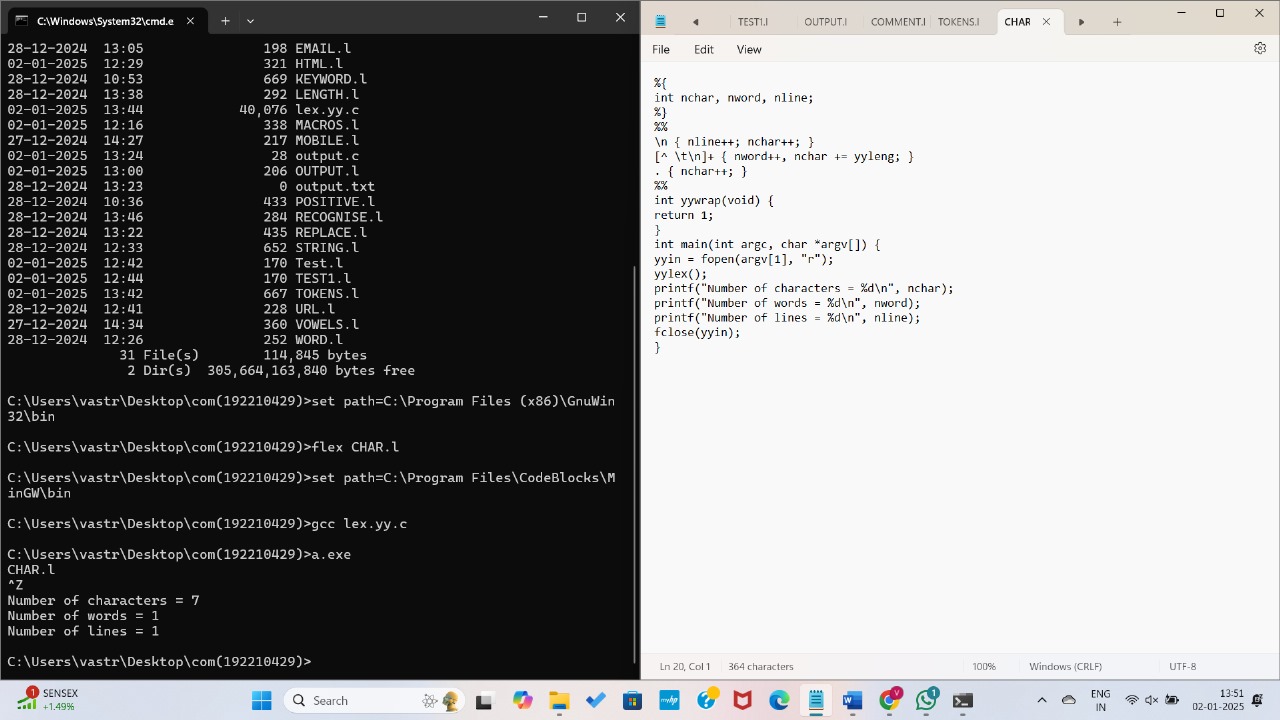 C:\Windows\System32\cmd.e
28-12-2024 13:05 198 EMAIL.l
02-01-2025 12:29 321 HTML.l
28-12-2024 10:53 669 KEYWORD.l
28-12-2024 13:38 292 LENGTH.l
02-01-2025 13:44 40,076 lex.yy.c
02-01-2025 12:16 338 MACROS.l
27-12-2024 14:27 217 MOBILE.l
02-01-2025 13:24 28 output.c
02-01-2025 13:00 206 OUTPUT.l
28-12-2024 13:23 0 output.txt
28-12-2024 10:36 433 POSITIVE.l
28-12-2024 13:46 284 RECOGNISE.l
28-12-2024 13:22 435 REPLACE.l
28-12-2024 12:33 652 STRING.l
02-01-2025 12:42 170 Test.l
02-01-2025 12:44 170 TEST1.l
02-01-2025 13:42 667 TOKENS.l
28-12-2024 12:41 228 URL.l
27-12-2024 14:34 360 VOWELS.l
28-12-2024 12:26 252 WORD.l
31 File(s) 114,845 bytes
2 Dir(s) 305,664,163,840 bytes free
C:\Users\vastr\Desktop\com(192210429)>set path=C:\Program Files (x86)\GnuWin
32\bin
C:\Users\vastr\Desktop\com(192210429)>flex CHAR.l
C:\Users\vastr\Desktop\com(192210429)>set path=C:\Program Files\CodeBlocks\M
inGW\bin
C:\Users\vastr\Desktop\com(192210429)>gcc lex.yy.c
C:\Users\vastr\Desktop\com(192210429)>a.exe
CHAR.l
^Z
Number of characters = 7
Number of words = 1
Number of lines = 1
C:\Users\vastr\Desktop\com(192210429)>
TEST1.l OUTPUT.l COMMENT.l TOKENS.l CHAR
File Edit View
%{
int nchar, nword, nline;
%}
%%
\n { nline++; nchar++; }
[^ \t\n]+ { nword++, nchar += yyleng; }
. { nchar++; }
%%
int yywrap(void) {
return 1;
}
int main(int argc, char *argv[]) {
yyin = fopen(argv[1], "r");
yylex();
printf("Number of characters = %d\n", nchar);
printf("Number of words = %d\n", nword);
printf("Number of lines = %d\n", nline);
fclose(yyin);
}
Ln 20, Col 1 364 characters 100% Windows (CRLF) UTF-8
1 SENSEX
+1.49%
Search
V
1
ENG
IN
13:51
02-01-2025